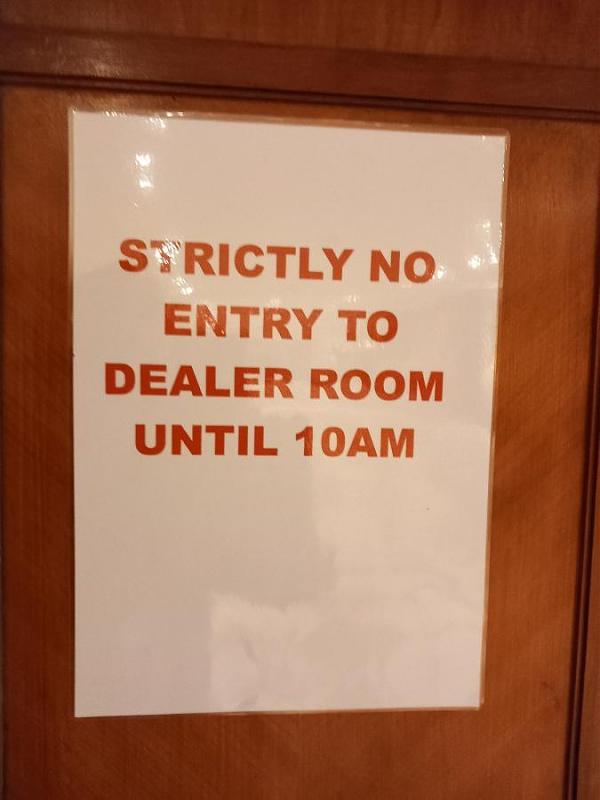 STRICTLY NO
ENTRY TO
DEALER ROOM
UNTIL 10AM